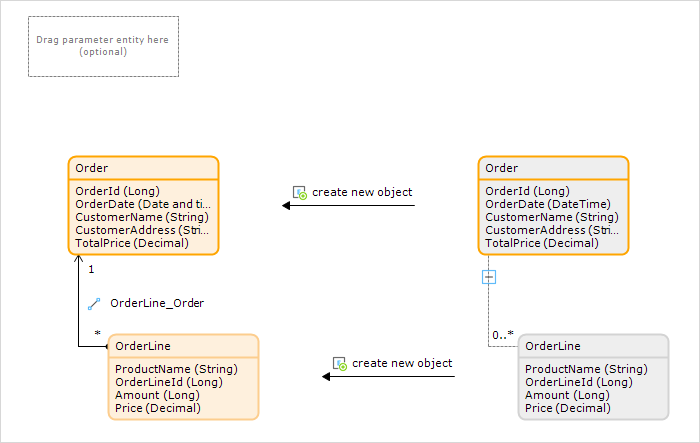 Drag parameter entity here
(optional)
Order
OrderId (Long)
OrderDate (Date and ti...
CustomerName (String)
CustomerAddress (Stri...
TotalPrice (Decimal)
create new object
Order
OrderId (Long)
OrderDate (DateTime)
CustomerName (String)
CustomerAddress (Stri...
TotalPrice (Decimal)
1
OrderLine_Order
*
0..*
OrderLine
ProductName (String)
OrderLineId (Long)
Amount (Long)
Price (Decimal)
create new object
OrderLine
ProductName (String)
OrderLineId (Long)
Amount (Long)
Price (Decimal)